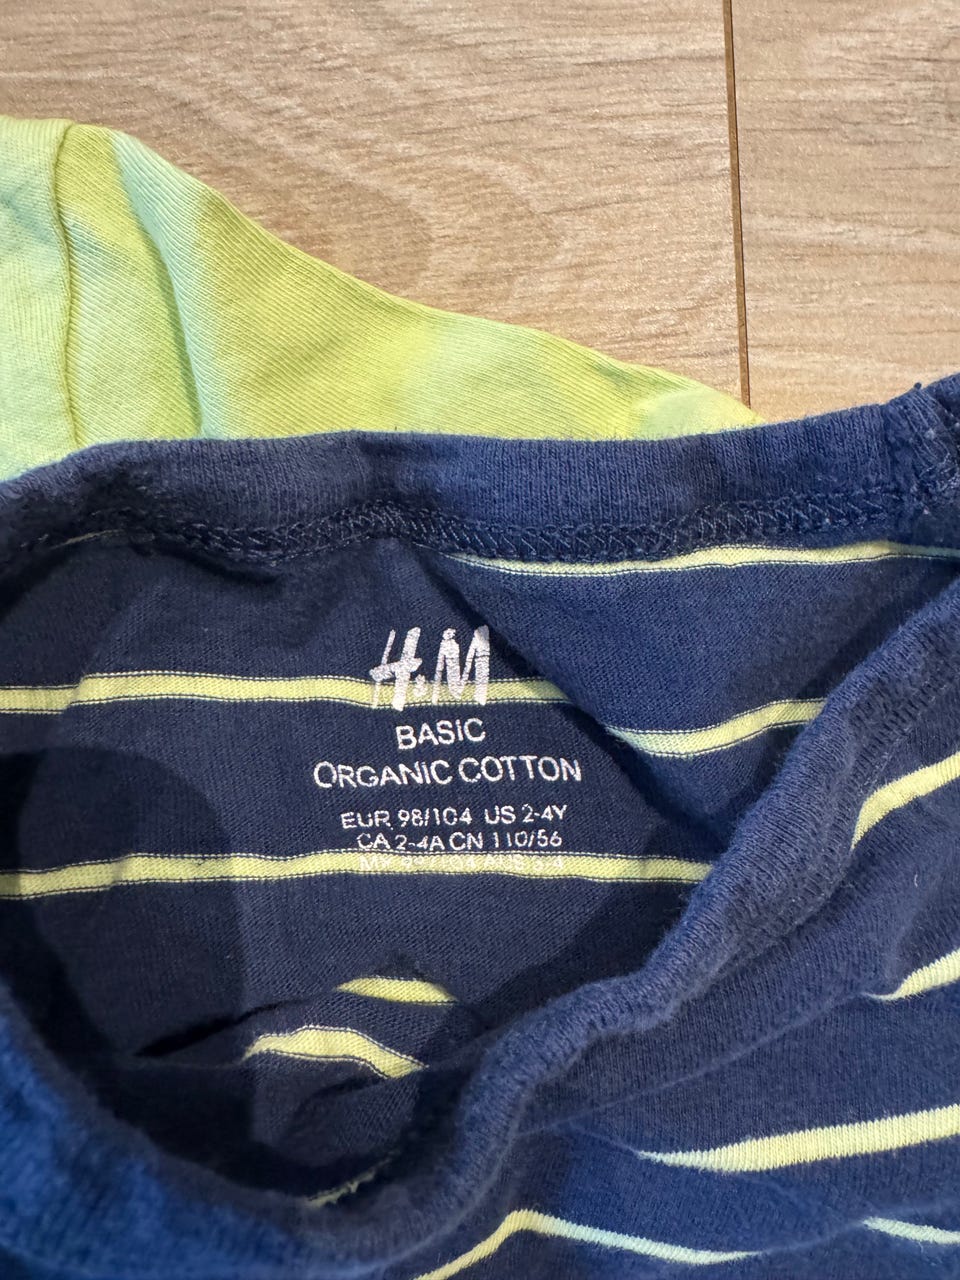 H&M
BASIC
ORGANIC COTTON
EUR 98/104 US 2-4Y
CA 2-4A CN 110/56